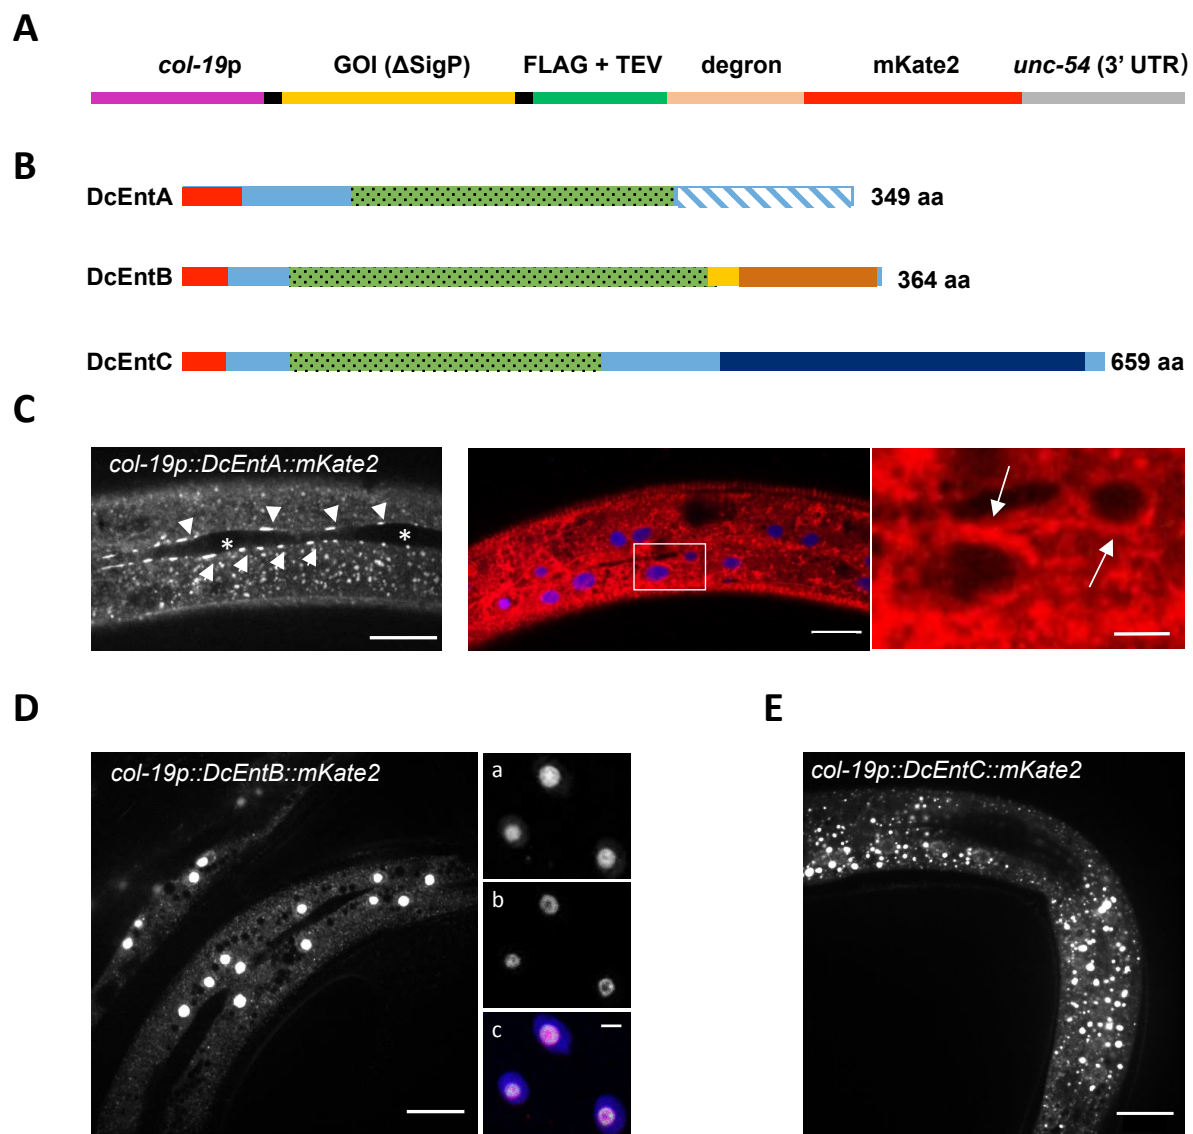 A
col-19p GOI (ΔSigP) FLAG + TEV degron mKate2 unc-54 (3' UTR)
B
DcEntA 349 aa
DcEntB 364 aa
DcEntC 659 aa
C
col-19p::DcEntA::mKate2
* *
D E
col-19p::DcEntB::mKate2 a col-19p::DcEntC::mKate2
b
c